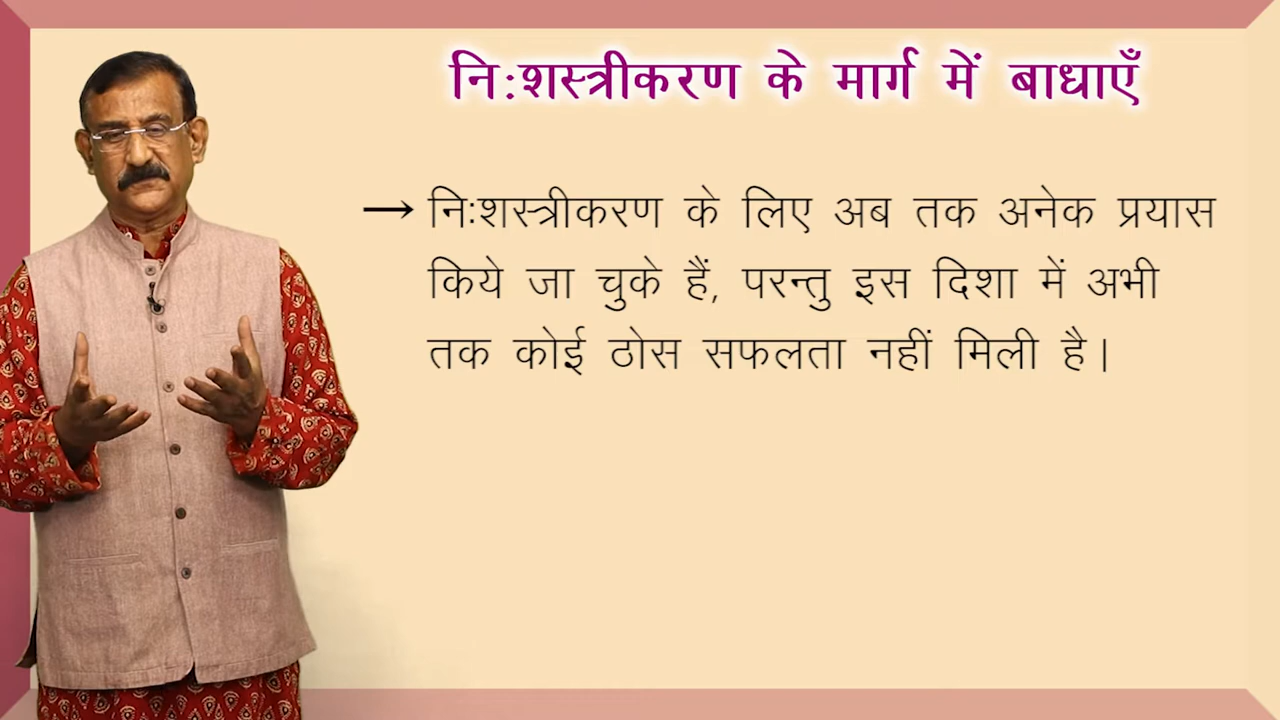 नि:शस्त्रीकरण के मार्ग में बाधाएँ
→ निःशस्त्रीकरण के लिए अब तक अनेक प्रयास
किये जा चुके हैं, परन्तु इस दिशा में अभी
तक कोई ठोस सफलता नहीं मिली है।